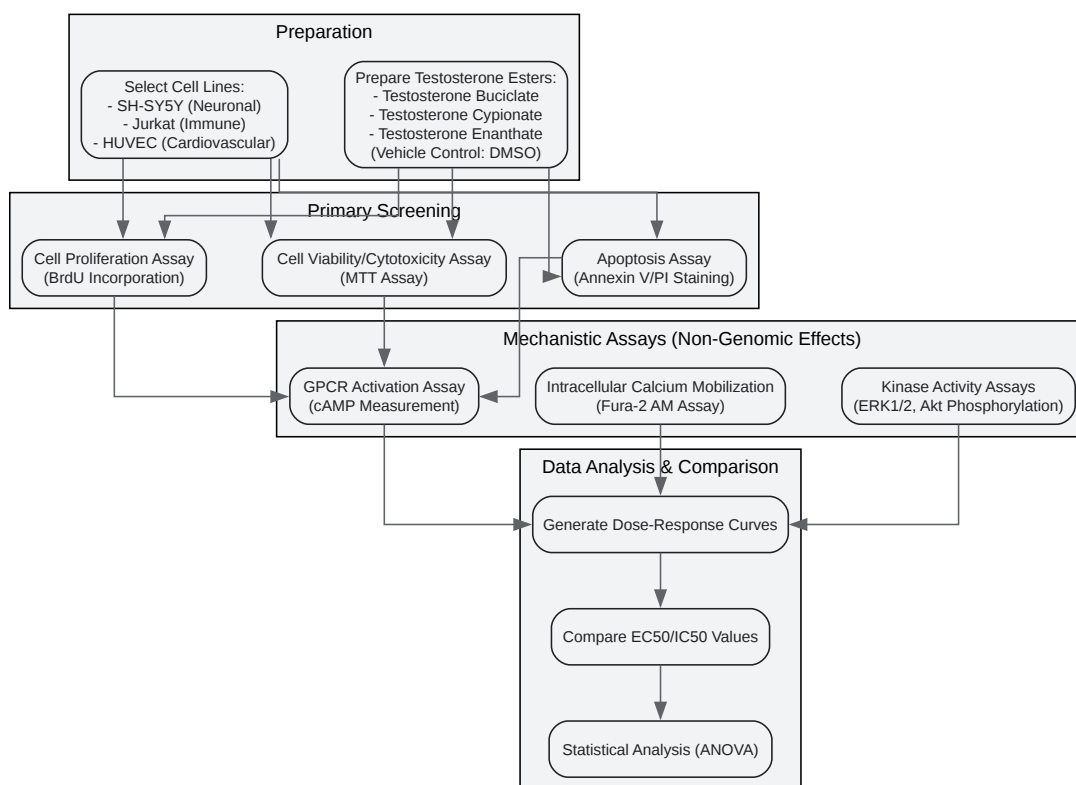 Preparation
Select Cell Lines:
- SH-SY5Y (Neuronal)
- Jurkat (Immune)
- HUVEC (Cardiovascular)
Prepare Testosterone Esters:
- Testosterone Buciclate
- Testosterone Cypionate
- Testosterone Enanthate
(Vehicle Control: DMSO)
Primary Screening
Cell Proliferation Assay
(BrdU Incorporation)
Cell Viability/Cytotoxicity Assay
(MTT Assay)
Apoptosis Assay
(Annexin V/PI Staining)
Mechanistic Assays (Non-Genomic Effects)
GPCR Activation Assay
(cAMP Measurement)
Intracellular Calcium Mobilization
(Fura-2 AM Assay)
Kinase Activity Assays
(ERK1/2, Akt Phosphorylation)
Data Analysis & Comparison
Generate Dose-Response Curves
Compare EC50/IC50 Values
Statistical Analysis (ANOVA)